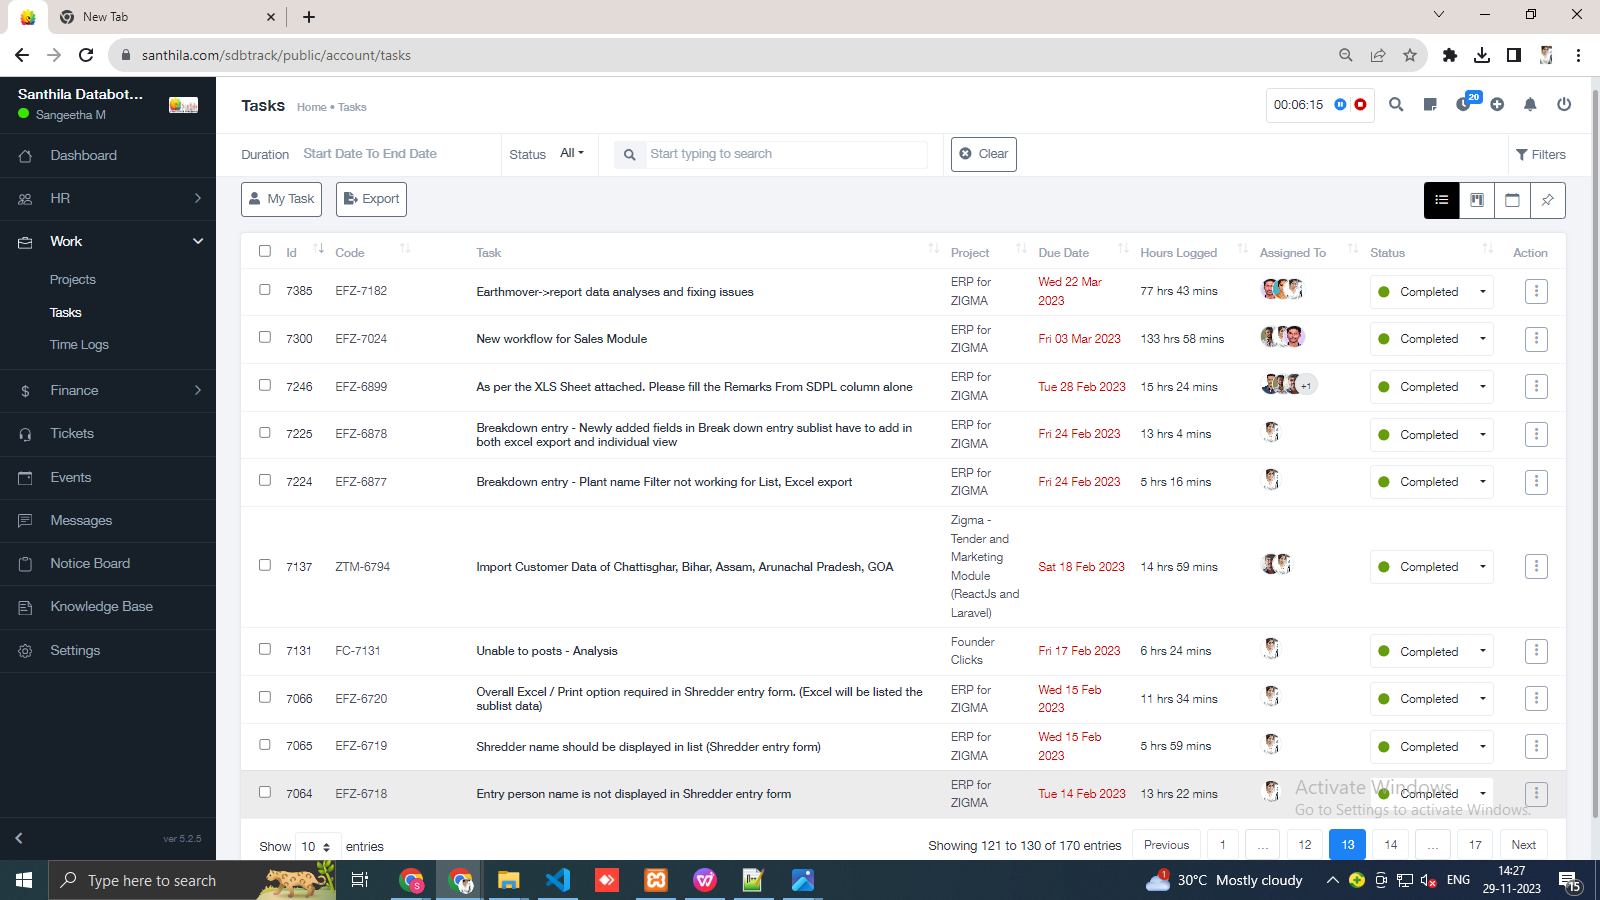 New Tab
santhila.com/sdbtrack/public/account/tasks
Santhila Databot...
Sangeetha M
Tasks
Home • Tasks
00:06:15
20
Dashboard
HR
Work
Projects
Tasks
Time Logs
Finance
Tickets
Events
Messages
Notice Board
Knowledge Base
Settings
ver 5.2.5
Duration
Start Date To End Date
Status
All
Start typing to search
Clear
Filters
My Task
Export
Id Code Task Project Due Date Hours Logged Assigned To Status Action
7385 EFZ-7182 Earthmover->report data analyses and fixing issues ERP for ZIGMA Wed 22 Mar 2023 77 hrs 43 mins Completed
7300 EFZ-7024 New workflow for Sales Module ERP for ZIGMA Fri 03 Mar 2023 133 hrs 58 mins Completed
7246 EFZ-6899 As per the XLS Sheet attached. Please fill the Remarks From SDPL column alone ERP for ZIGMA Tue 28 Feb 2023 15 hrs 24 mins +1 Completed
7225 EFZ-6878 Breakdown entry - Newly added fields in Break down entry sublist have to add in both excel export and individual view ERP for ZIGMA Fri 24 Feb 2023 13 hrs 4 mins Completed
7224 EFZ-6877 Breakdown entry - Plant name Filter not working for List, Excel export ERP for ZIGMA Fri 24 Feb 2023 5 hrs 16 mins Completed
7137 ZTM-6794 Import Customer Data of Chattisghar, Bihar, Assam, Arunachal Pradesh, GOA Zigma - Tender and Marketing Module (ReactJs and Laravel) Sat 18 Feb 2023 14 hrs 59 mins Completed
7131 FC-7131 Unable to posts - Analysis Founder Clicks Fri 17 Feb 2023 6 hrs 24 mins Completed
7066 EFZ-6720 Overall Excel / Print option required in Shredder entry form. (Excel will be listed the sublist data) ERP for ZIGMA Wed 15 Feb 2023 11 hrs 34 mins Completed
7065 EFZ-6719 Shredder name should be displayed in list (Shredder entry form) ERP for ZIGMA Wed 15 Feb 2023 5 hrs 59 mins Completed
7064 EFZ-6718 Entry person name is not displayed in Shredder entry form ERP for ZIGMA Tue 14 Feb 2023 13 hrs 22 mins Completed
Activate Windows
Go to Settings to activate Windows.
Show 10 entries
Showing 121 to 130 of 170 entries
Previous 1 ... 12 13 14 ... 17 Next
Type here to search
1
30°C Mostly cloudy
ENG
14:27
29-11-2023
15